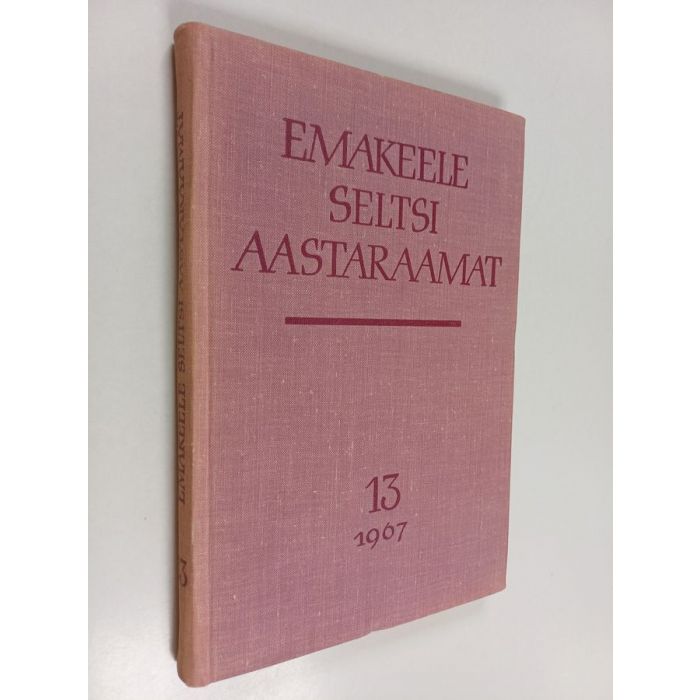 EMAKEELE
SELTSI
AASTARAAMAT
13
1967
EMAKEELE SELTSI AASTARAAMAT
13